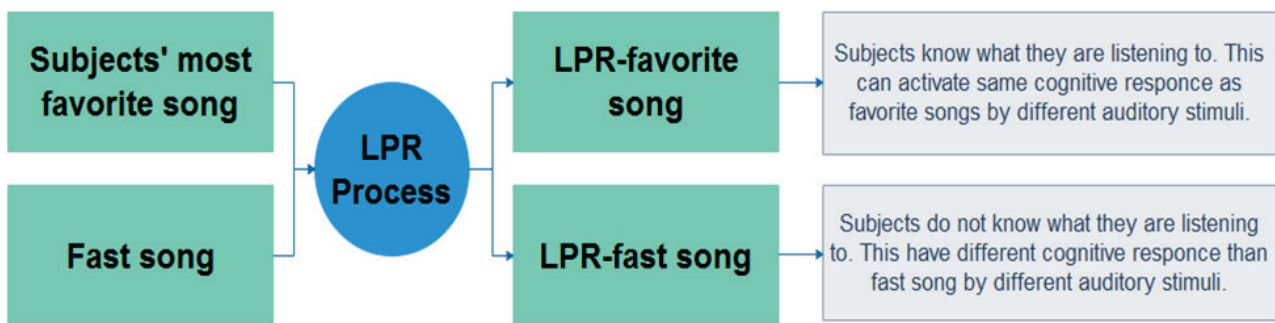 Subjects' most
favorite song
Fast song
LPR
Process
LPR-favorite
song
LPR-fast song
Subjects know what they are listening to. This
can activate same cognitive responce as
favorite songs by different auditory stimuli.
Subjects do not know what they are listening
to. This have different cognitive responce than
fast song by different auditory stimuli.